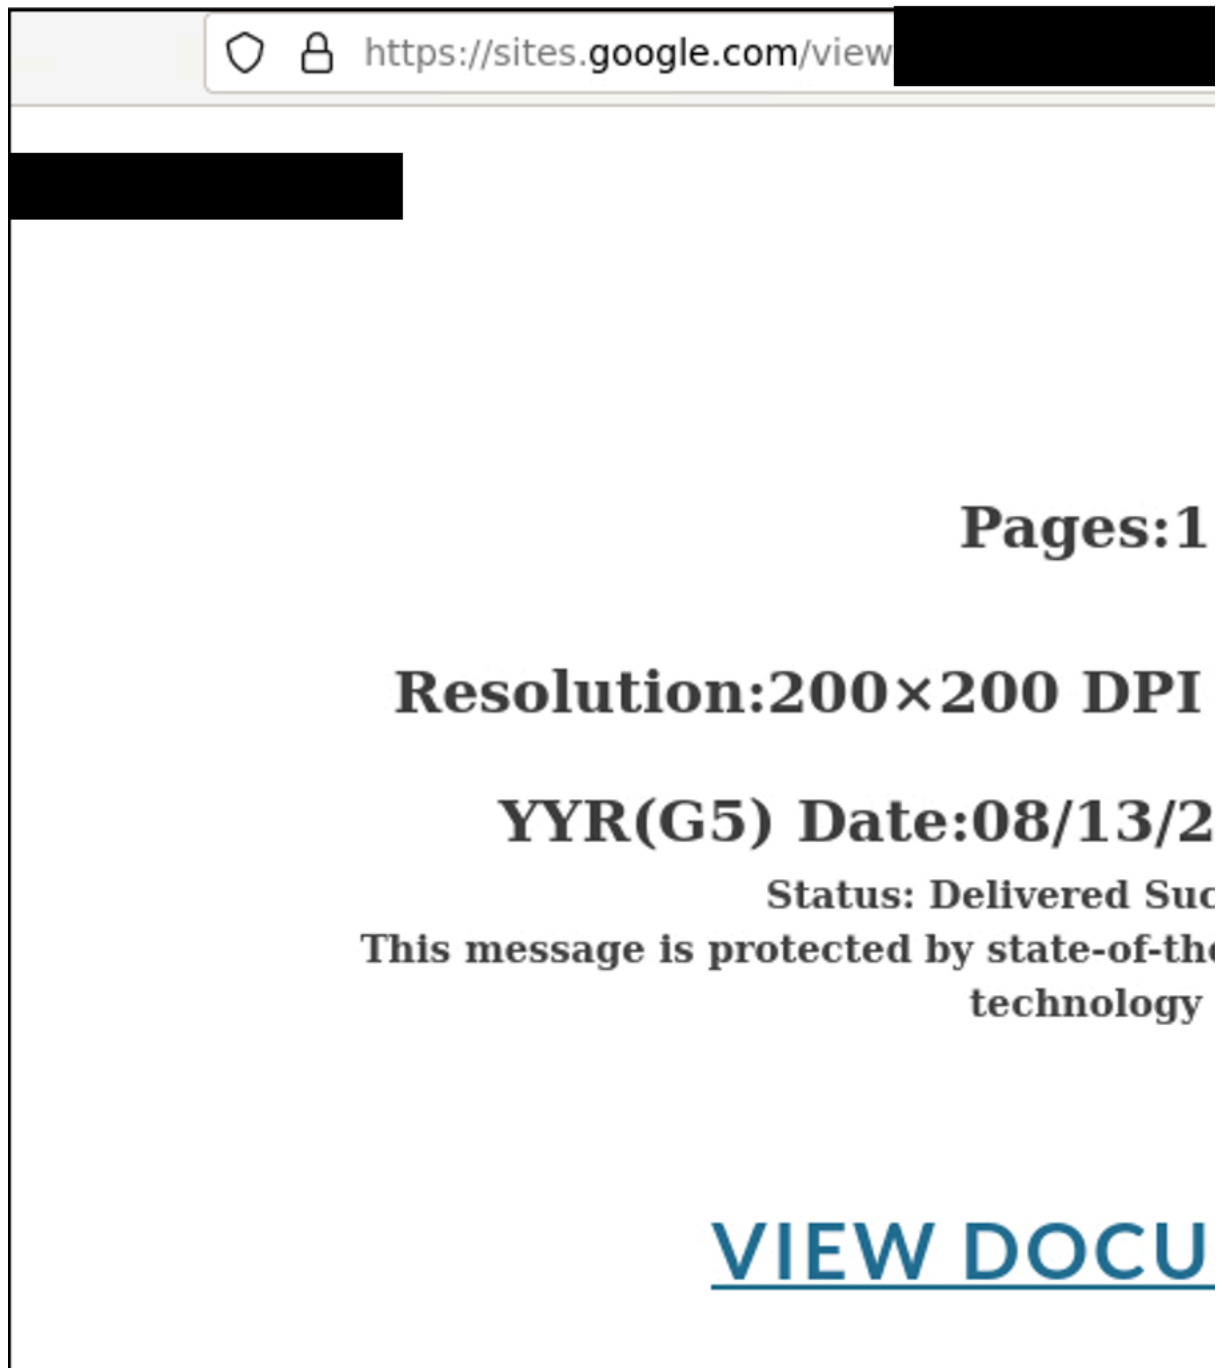 https://sites.google.com/view
Pages:1
Resolution:200×200 DPI
YYR(G5) Date:08/13/2
Status: Delivered Suc
This message is protected by state-of-the
technology
VIEW DOCU